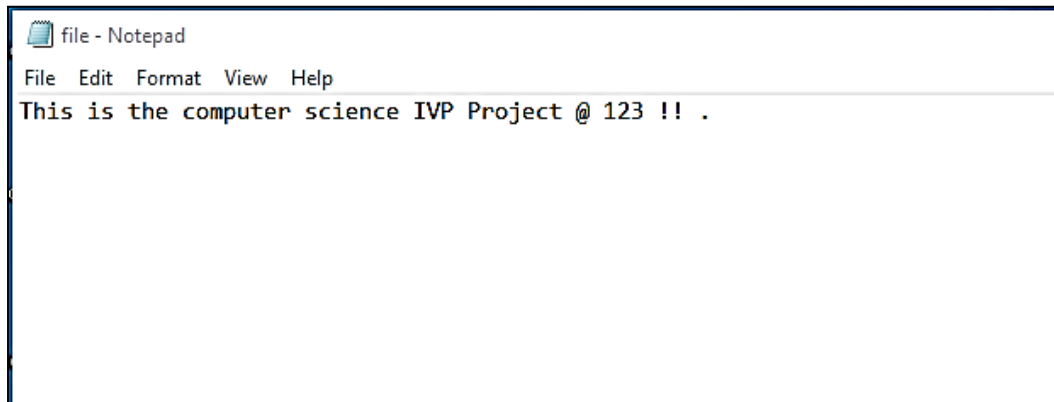 file - Notepad
File Edit Format View Help
This is the computer science IVP Project @ 123 !! .